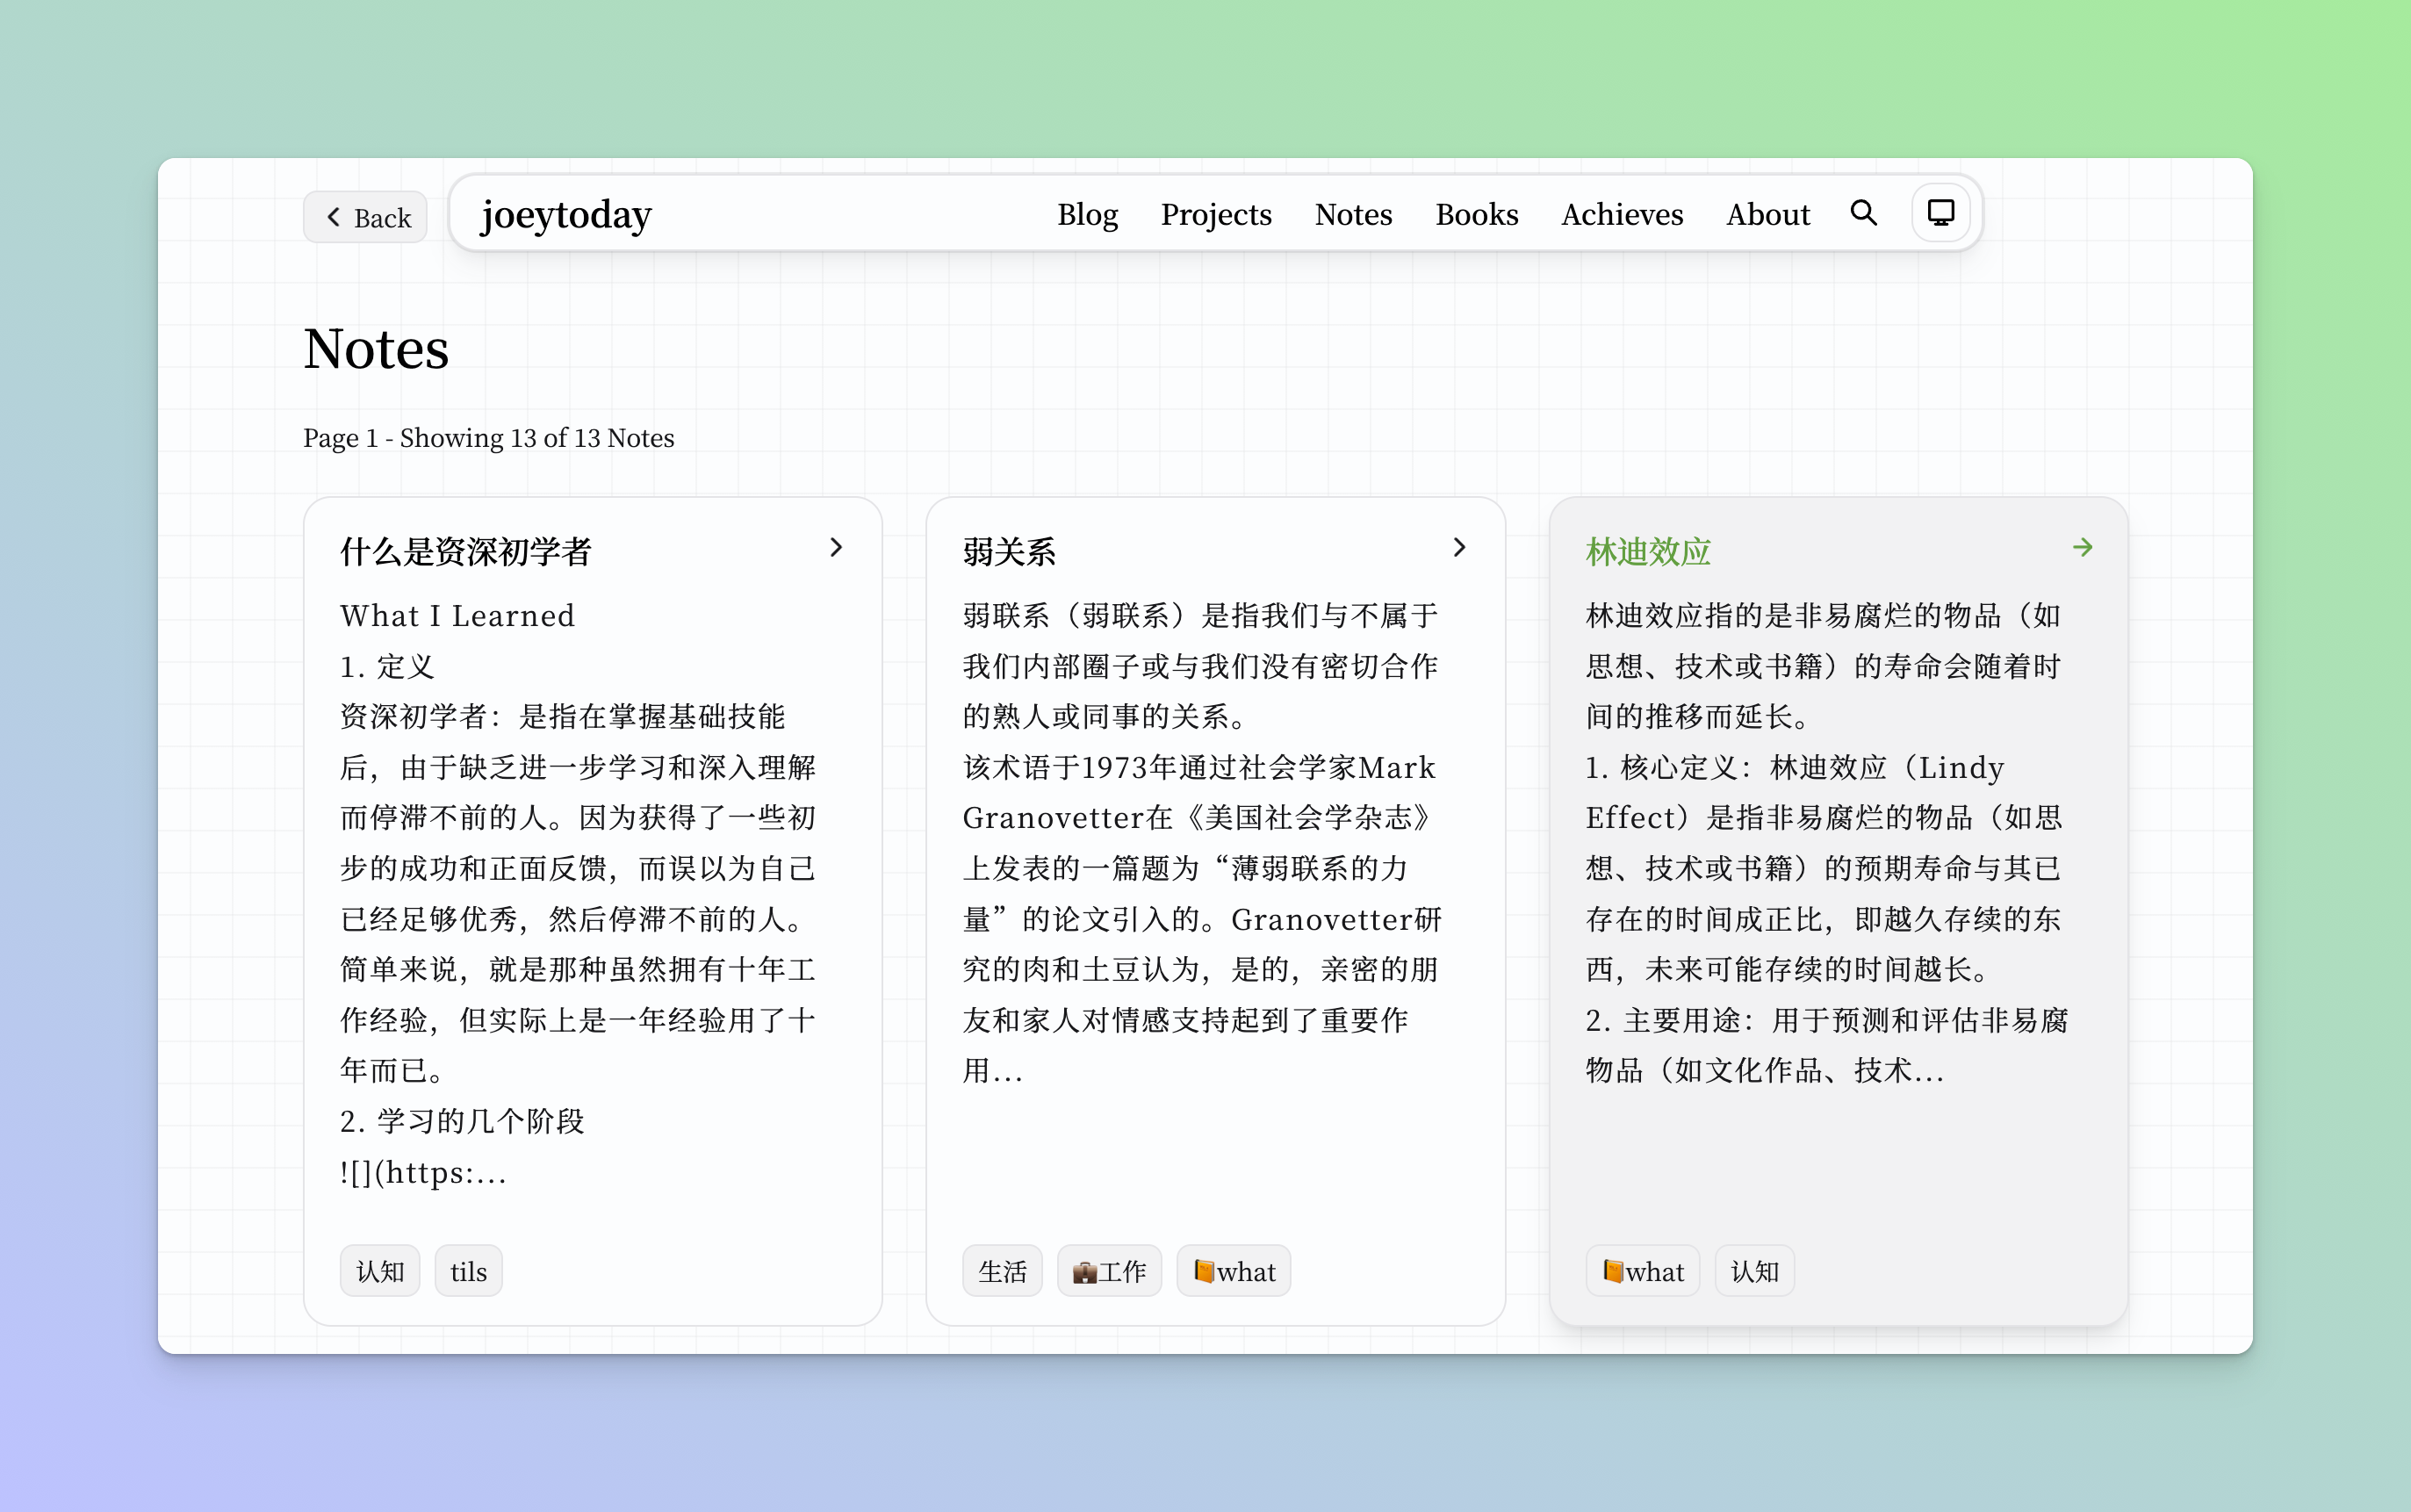 Back
joeytoday
Blog Projects Notes Books Achieves About
Notes
Page 1 - Showing 13 of 13 Notes
什么是资深初学者
What I Learned
1. 定义
资深初学者：是指在掌握基础技能
后，由于缺乏进一步学习和深入理解
而停滞不前的人。因为获得了一些初
步的成功和正面反馈，而误以为自己
已经足够优秀，然后停滞不前的人。
简单来说，就是那种虽然拥有十年工
作经验，但实际上是一年经验用了十
年而已。
2. 学习的几个阶段
![](https:...
认知 tils
弱关系
弱联系（弱联系）是指我们与不属于
我们内部圈子或与我们没有密切合作
的熟人或同事的关系。
该术语于1973年通过社会学家Mark
Granovetter在《美国社会学杂志》
上发表的一篇题为“薄弱联系的力
量”的论文引入的。Granovetter研
究的肉和土豆认为，是的，亲密的朋
友和家人对情感支持起到了重要作
用...
生活 💼工作 📙what
林迪效应
林迪效应指的是非易腐烂的物品（如
思想、技术或书籍）的寿命会随着时
间的推移而延长。
1. 核心定义：林迪效应（Lindy
Effect）是指非易腐烂的物品（如思
想、技术或书籍）的预期寿命与其已
存在的时间成正比，即越久存续的东
西，未来可能存续的时间越长。
2. 主要用途：用于预测和评估非易腐
物品（如文化作品、技术...
📙what 认知